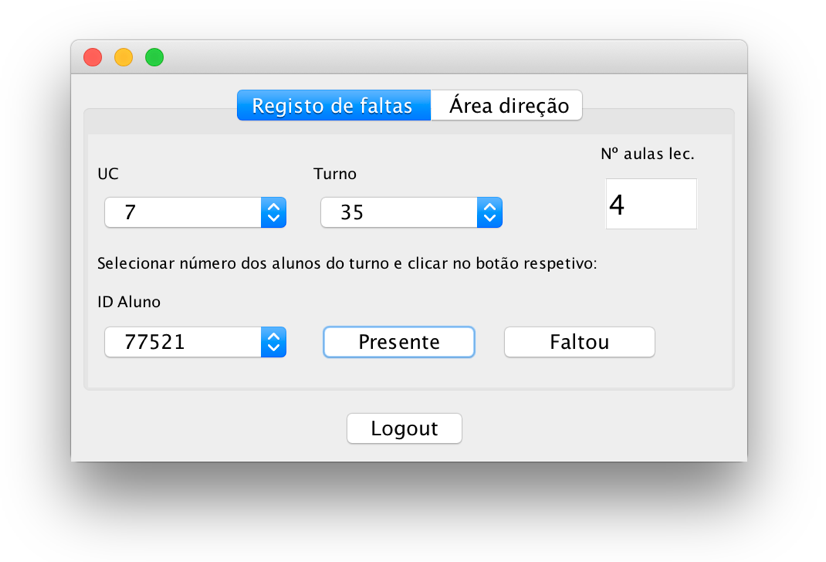 Registo de faltas Área direção
Nº aulas lec.
UC Turno
7 35 4
Selecionar número dos alunos do turno e clicar no botão respetivo:
ID Aluno
77521 Presente Faltou
Logout